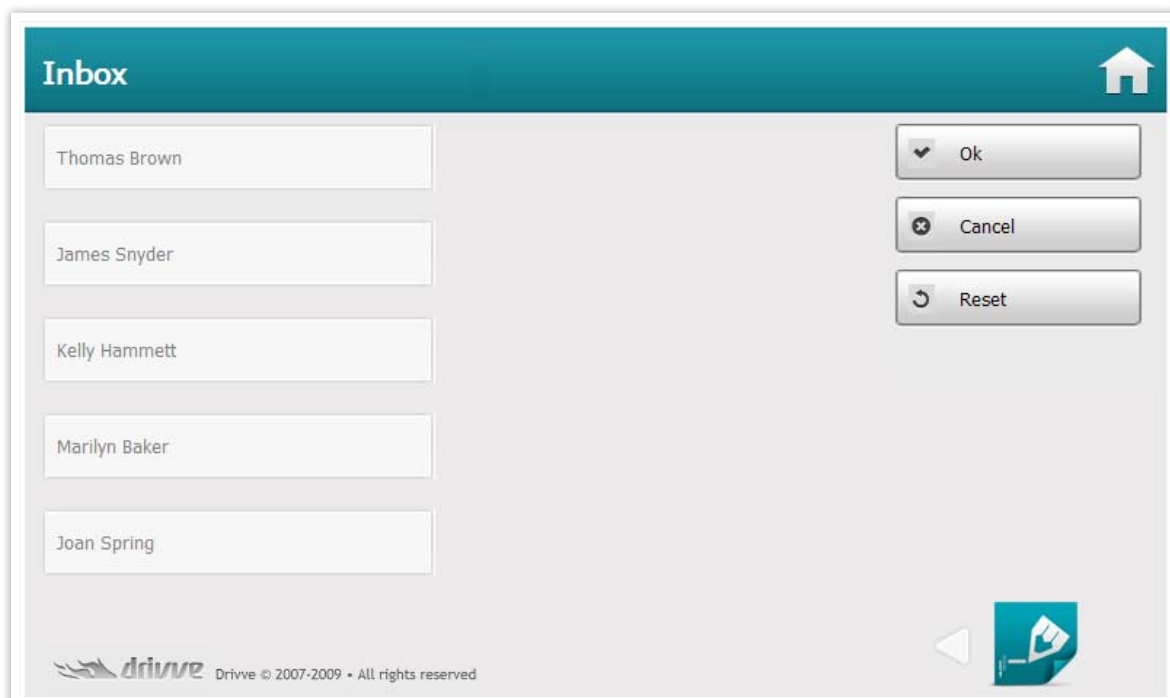 Inbox
Thomas Brown
James Snyder
Kelly Hammett
Marilyn Baker
Joan Spring
Ok
Cancel
Reset
drivve Drivve © 2007-2009 • All rights reserved